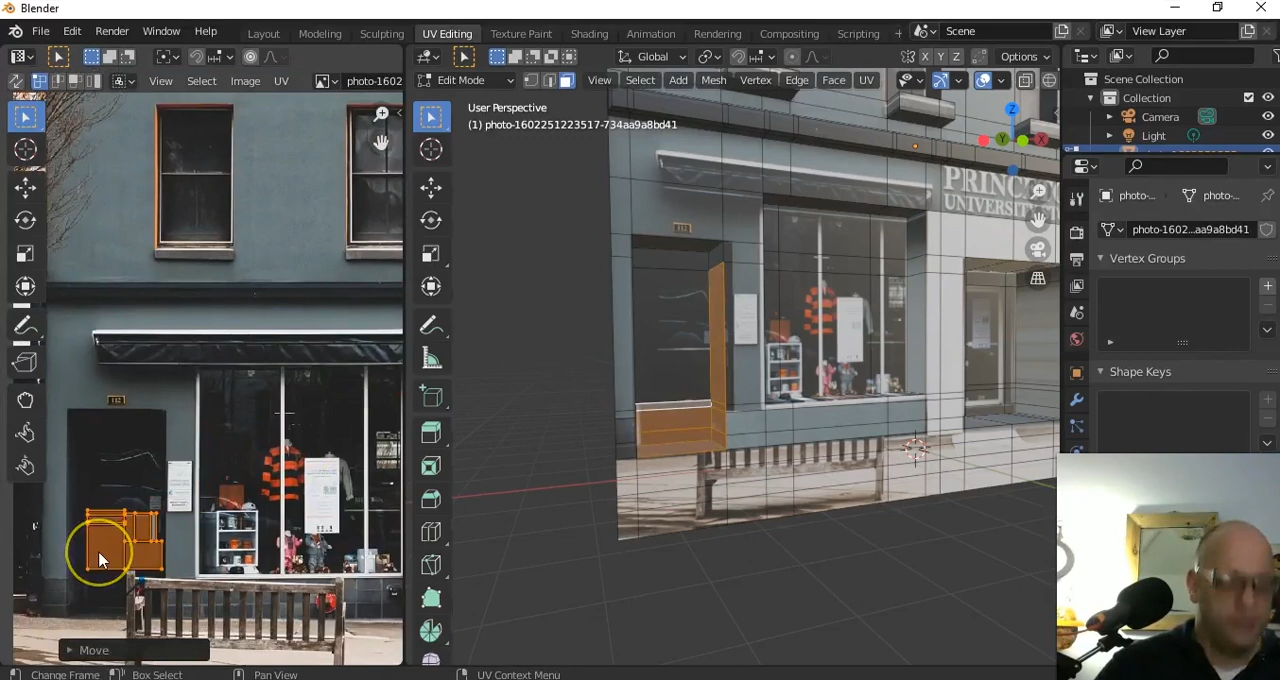 Blender
File Edit Render Window Help
Layout Modeling Sculpting UV Editing Texture Paint Shading Animation Rendering Compositing Scripting +
Scene
View Layer
Global
X Y Z
Options
View Select Image UV
photo-1602
Edit Mode
View Select Add Mesh Vertex Edge Face UV
User Perspective
(1) photo-1602251223517-734aa9a8bd41
Z
Y
X
Scene Collection
Collection
Camera
Light
photo-...
photo-...
photo-1602...aa9a8bd41
Vertex Groups
Shape Keys
PRINCE
UNIVERSITY
112
112
Move
Change Frame
Box Select
Pan View
UV Context Menu